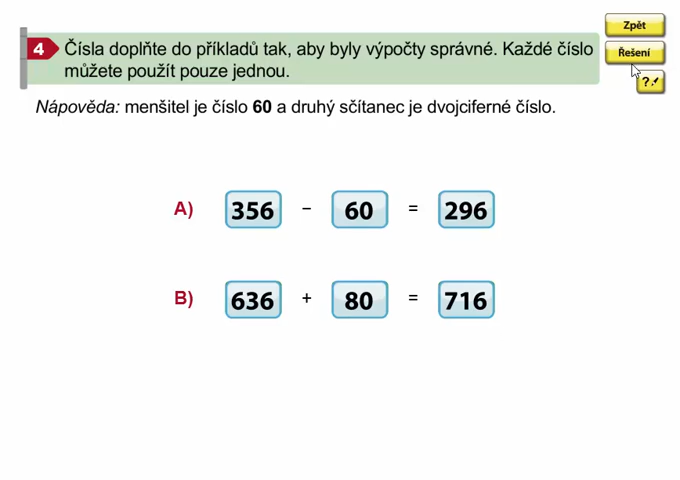 Zpět
4 Čísla doplňte do příkladů tak, aby byly výpočty správné. Každé číslo
Řešení
můžete použít pouze jednou.
?
Nápověda: menšitel je číslo 60 a druhý sčítanec je dvojciferné číslo.
A) 356 – 60 = 296
B) 636 + 80 = 716